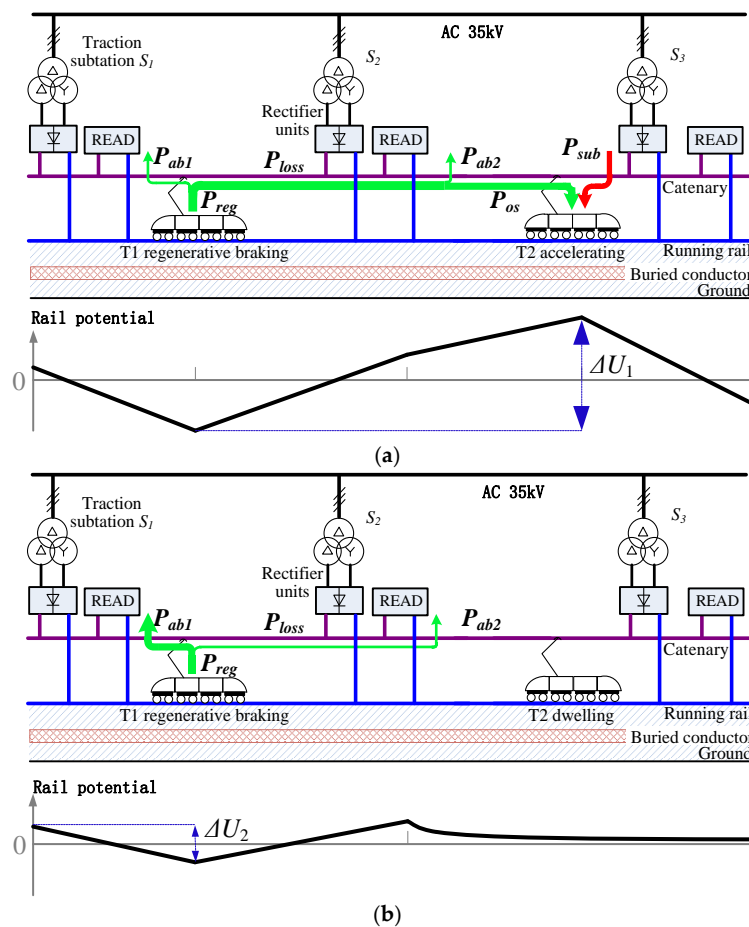 AC 35kV
Traction
subtation S1
S2
S3
Rectifier
units
READ
READ
READ
Pab1
Ploss
Pab2
Psub
Catenary
Preg
Pos
T1 regenerative braking
T2 accelerating
Running rail
Buried conductor
Ground
Rail potential
0
ΔU1
(a)
AC 35kV
Traction
subtation S1
S2
S3
Rectifier
units
READ
READ
READ
Pab1
Ploss
Pab2
Catenary
Preg
T1 regenerative braking
T2 dwelling
Running rail
Buried conductor
Ground
Rail potential
0
ΔU2
(b)